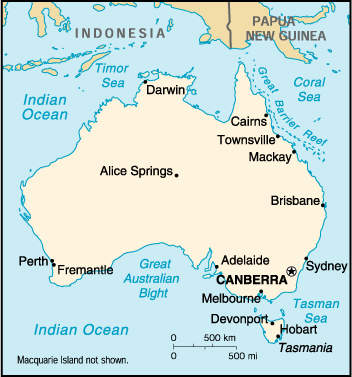 INDONESIA
PAPUA
NEW GUINEA
Timor
Sea
Coral
Sea
Great Barrier Reef
Indian
Ocean
Darwin
Cairns
Townsville
Mackay
Alice Springs
Brisbane
Perth
Fremantle
Great
Australian
Bight
Adelaide
Sydney
CANBERRA
Melbourne
Tasman
Sea
Devonport
Hobart
Tasmania
Indian Ocean
0 500 km
0 500 mi
Macquarie Island not shown.